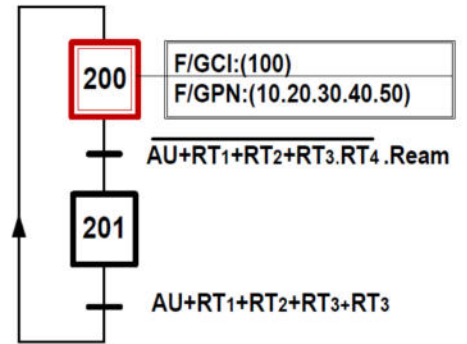 200
F/GCI:(100)
F/GPN:(10.20.30.40.50)
AU+RT1+RT2+RT3.RT4.Ream
201
AU+RT1+RT2+RT3+RT3